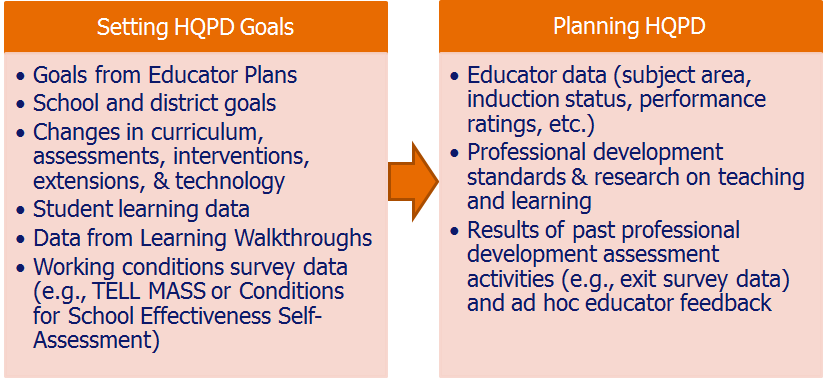 Setting HQPD Goals
• Goals from Educator Plans
• School and district goals
• Changes in curriculum,
assessments, interventions,
extensions, & technology
• Student learning data
• Data from Learning Walkthroughs
• Working conditions survey data
(e.g., TELL MASS or Conditions
for School Effectiveness Self-
Assessment)
Planning HQPD
• Educator data (subject area,
induction status, performance
ratings, etc.)
• Professional development
standards & research on teaching
and learning
• Results of past professional
development assessment
activities (e.g., exit survey data)
and ad hoc educator feedback